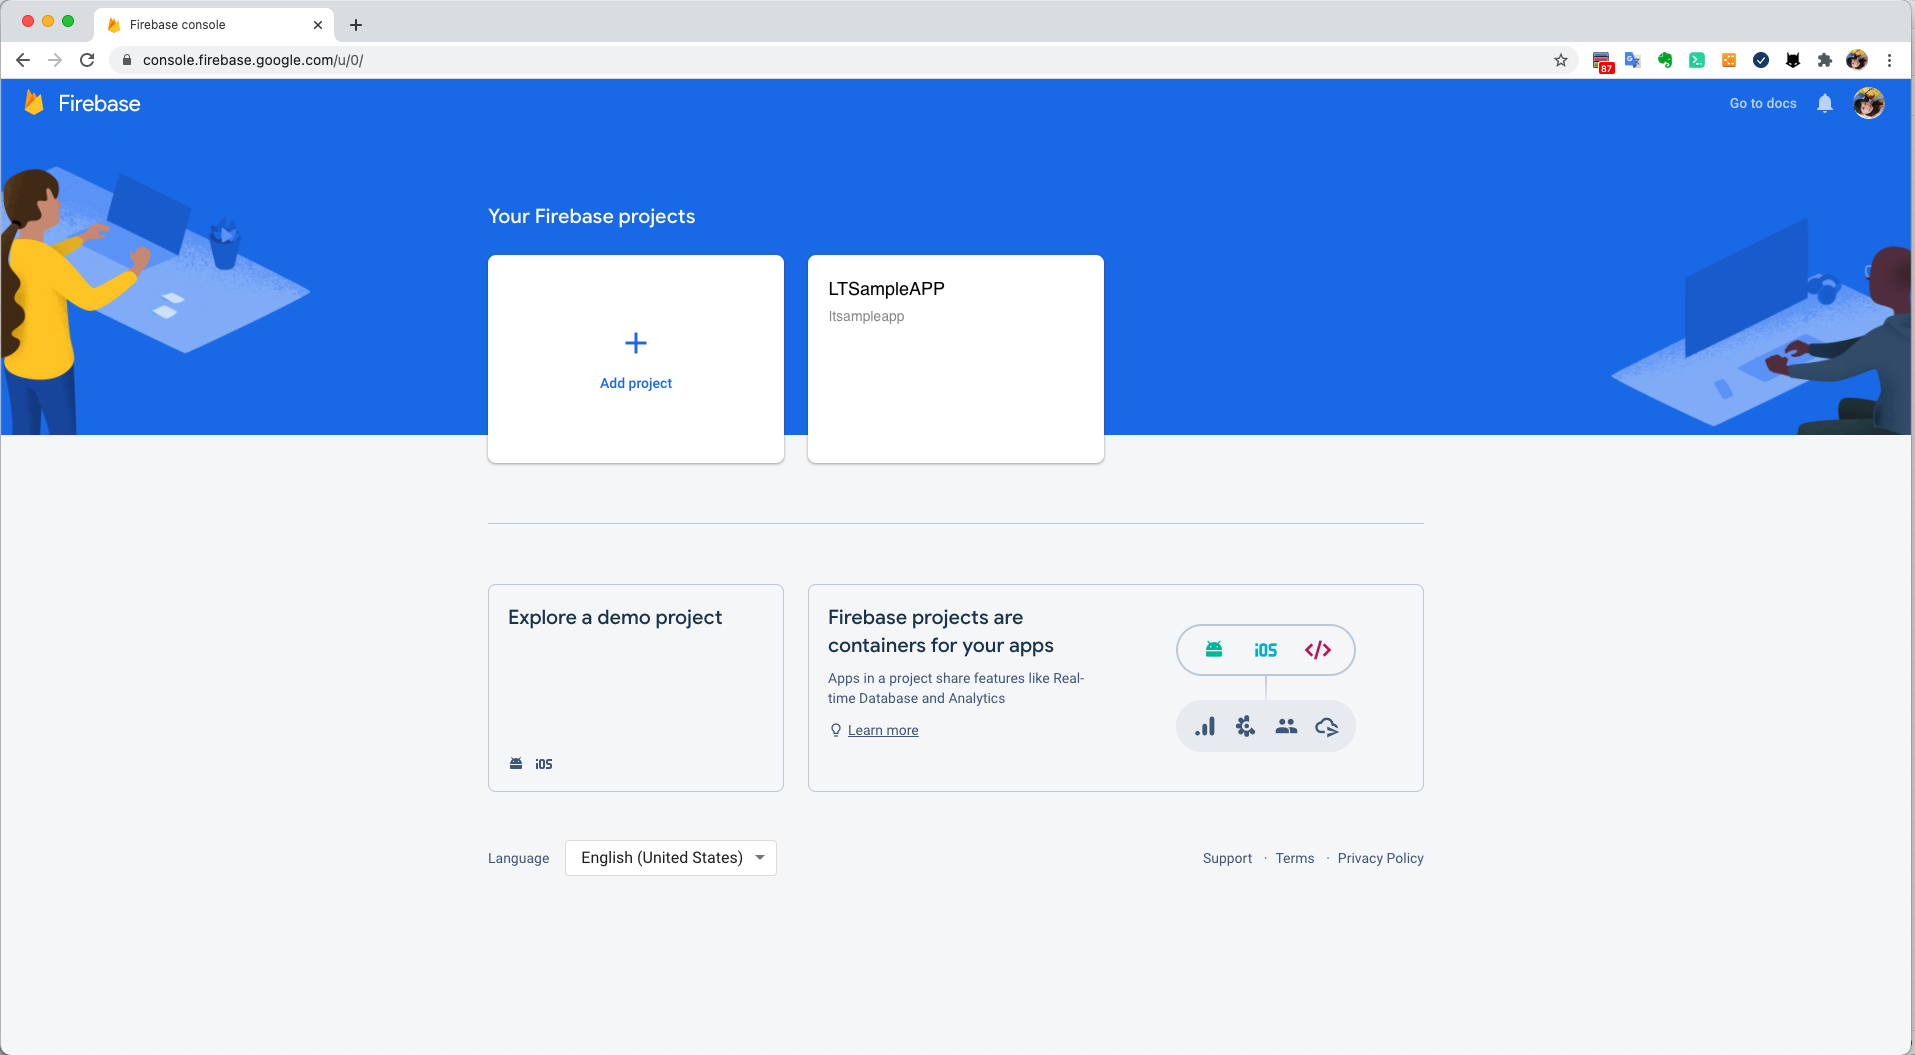 Firebase console
console.firebase.google.com/u/0/
87
Firebase
Go to docs
Your Firebase projects
Add project
LTSampleAPP
ltsampleapp
Explore a demo project
iOS
Firebase projects are
containers for your apps
Apps in a project share features like Real-
time Database and Analytics
Learn more
iOS </>
Language English (United States)
Support · Terms · Privacy Policy